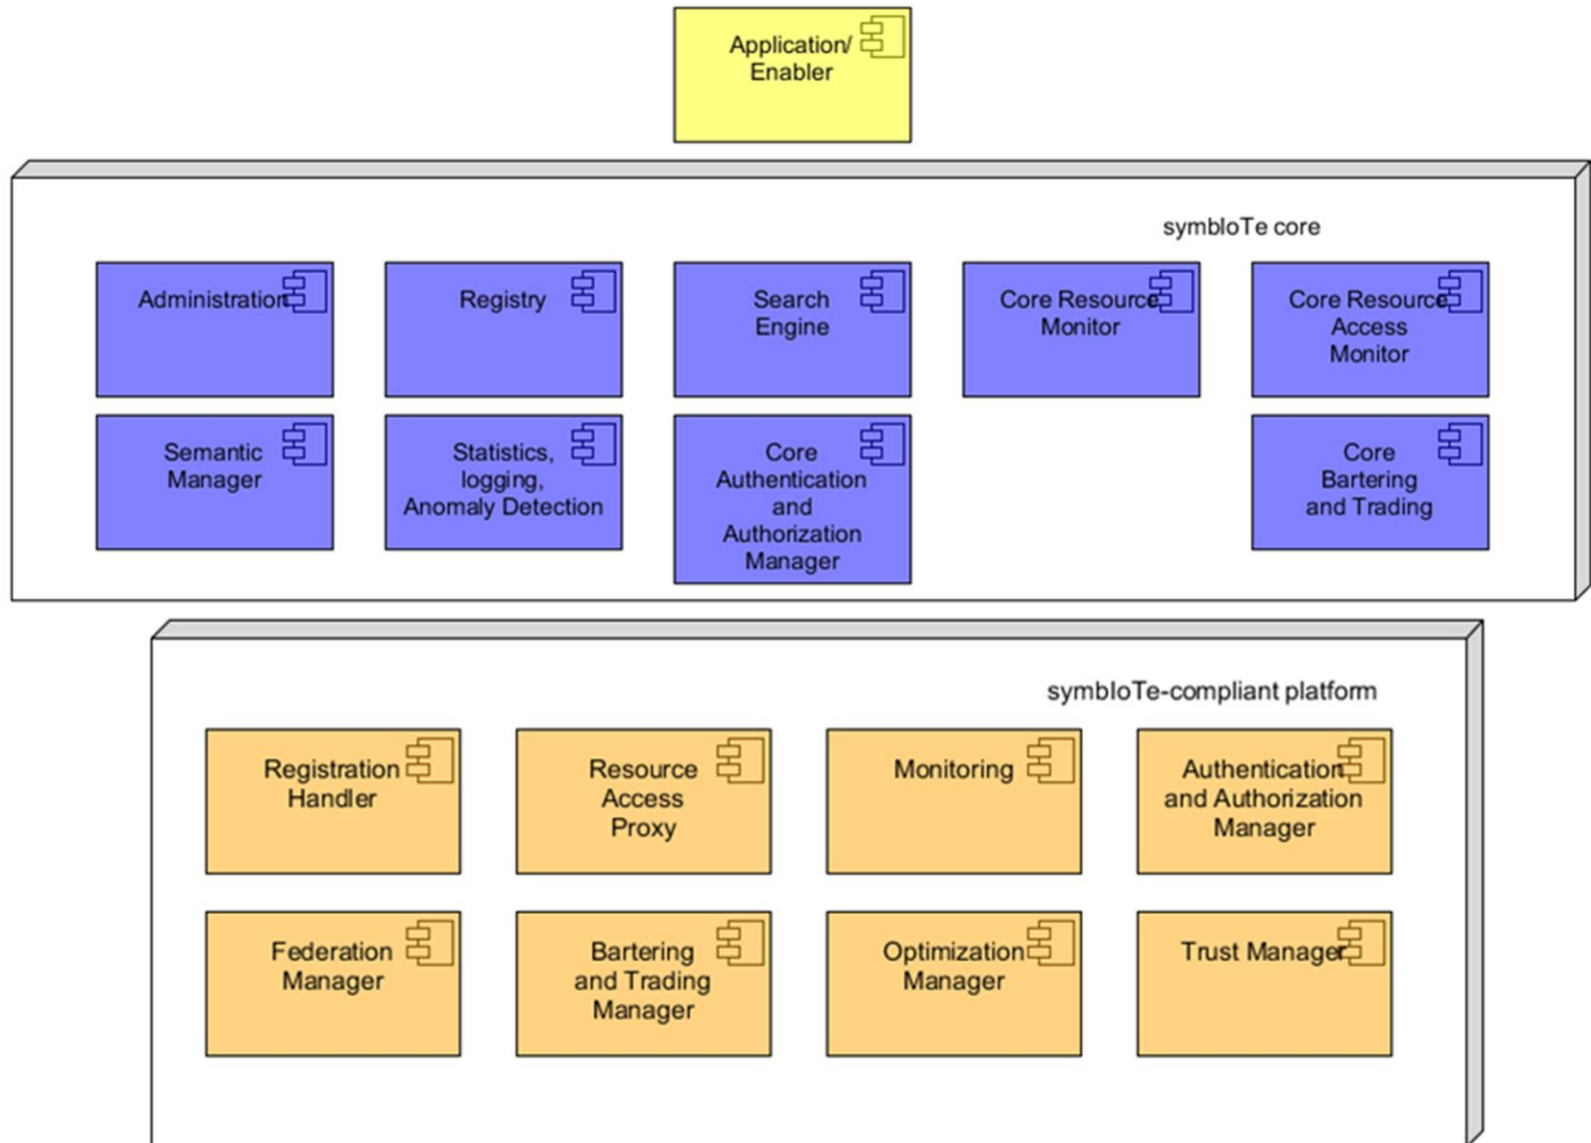 Application/
Enabler
symbIoTe core
Administration
Registry
Search
Engine
Core Resource
Monitor
Core Resource
Access
Monitor
Semantic
Manager
Statistics,
logging,
Anomaly Detection
Core
Authentication
and
Authorization
Manager
Core
Bartering
and Trading
symbIoTe-compliant platform
Registration
Handler
Resource
Access
Proxy
Monitoring
Authentication
and Authorization
Manager
Federation
Manager
Bartering
and Trading
Manager
Optimization
Manager
Trust Manager